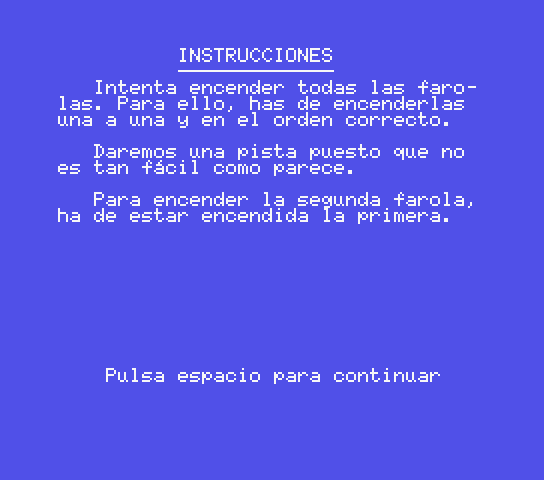 INSTRUCCIONES
Intenta encender todas las faro-
las. Para ello, has de encenderlas
una a una y en el orden correcto.
Daremos una pista puesto que no
es tan fácil como parece.
Para encender la segunda farola,
ha de estar encendida la primera.
Pulsa espacio para continuar